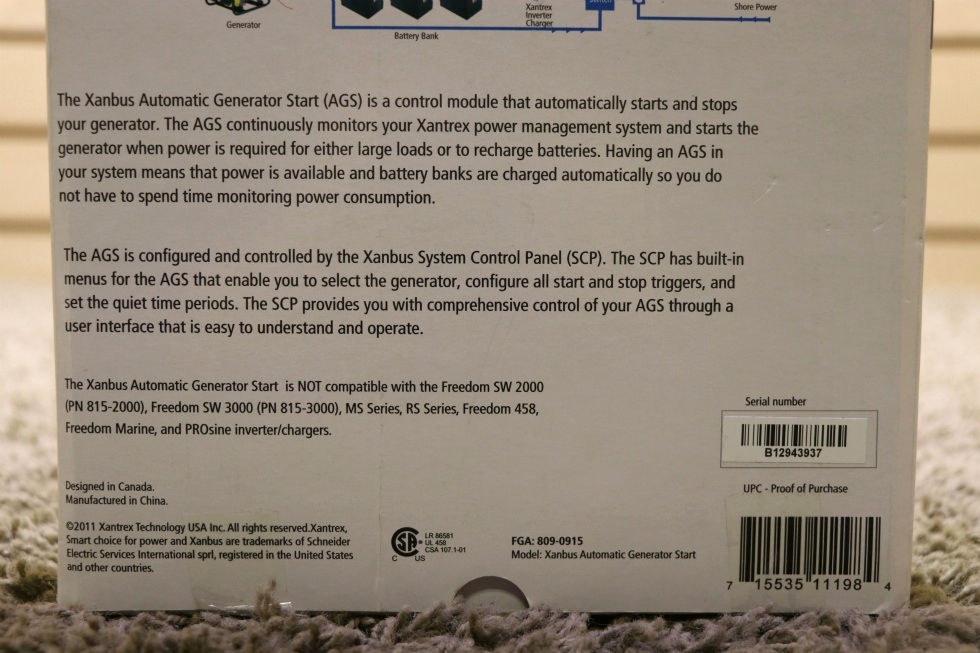 Generator
Battery Bank
Xantrex
Inverter
Charger
Shore Power
The Xanbus Automatic Generator Start (AGS) is a control module that automatically starts and stops
your generator. The AGS continuously monitors your Xantrex power management system and starts the
generator when power is required for either large loads or to recharge batteries. Having an AGS in
your system means that power is available and battery banks are charged automatically so you do
not have to spend time monitoring power consumption.
The AGS is configured and controlled by the Xanbus System Control Panel (SCP). The SCP has built-in
menus for the AGS that enable you to select the generator, configure all start and stop triggers, and
set the quiet time periods. The SCP provides you with comprehensive control of your AGS through a
user interface that is easy to understand and operate.
The Xanbus Automatic Generator Start is NOT compatible with the Freedom SW 2000
(PN 815-2000), Freedom SW 3000 (PN 815-3000), MS Series, RS Series, Freedom 458,
Freedom Marine, and PROsine inverter/chargers.
Serial number
B12943937
UPC - Proof of Purchase
Designed in Canada.
Manufactured in China.
©2011 Xantrex Technology USA Inc. All rights reserved.Xantrex,
Smart choice for power and Xanbus are trademarks of Schneider
Electric Services International sprl, registered in the United States
and other countries.
LR 86581
UL 458
CSA 107.1-01
C US
FGA: 809-0915
Model: Xanbus Automatic Generator Start
7 15535 11198 4